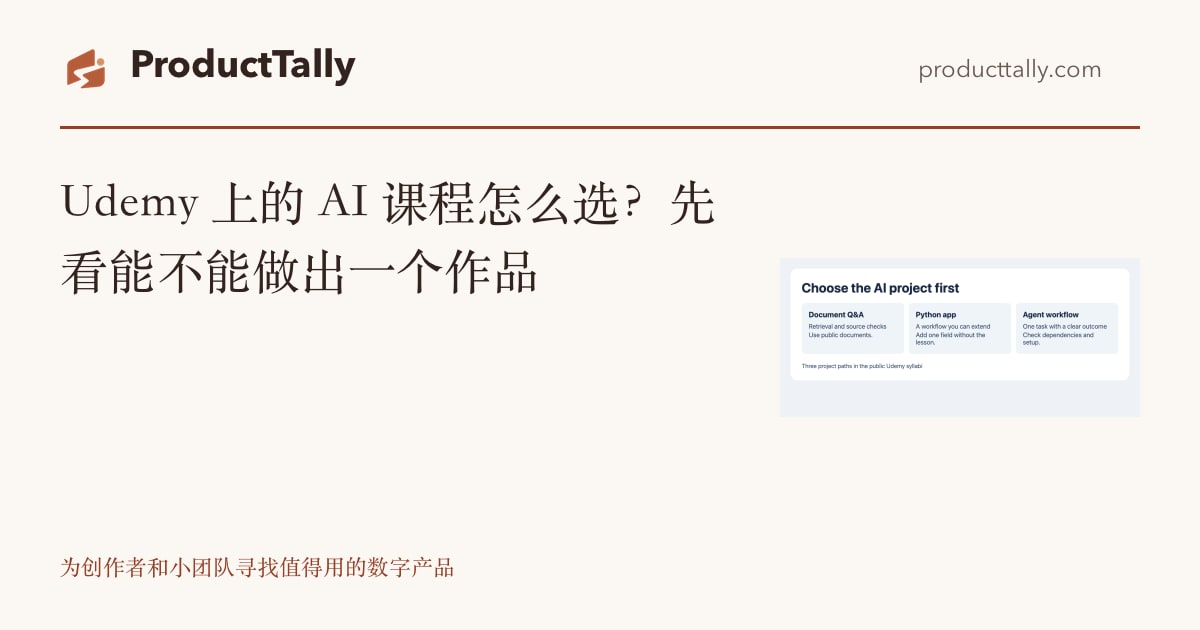 ProductTally
producttally.com
Udemy 上的 AI 课程怎么选？先
看能不能做出一个作品
Choose the AI project first
Document Q&A
Retrieval and source checks
Use public documents.
Python app
A workflow you can extend
Add one field without the
lesson.
Agent workflow
One task with a clear outcome
Check dependencies and
setup.
Three project paths in the public Udemy syllabi
为创作者和小团队寻找值得用的数字产品